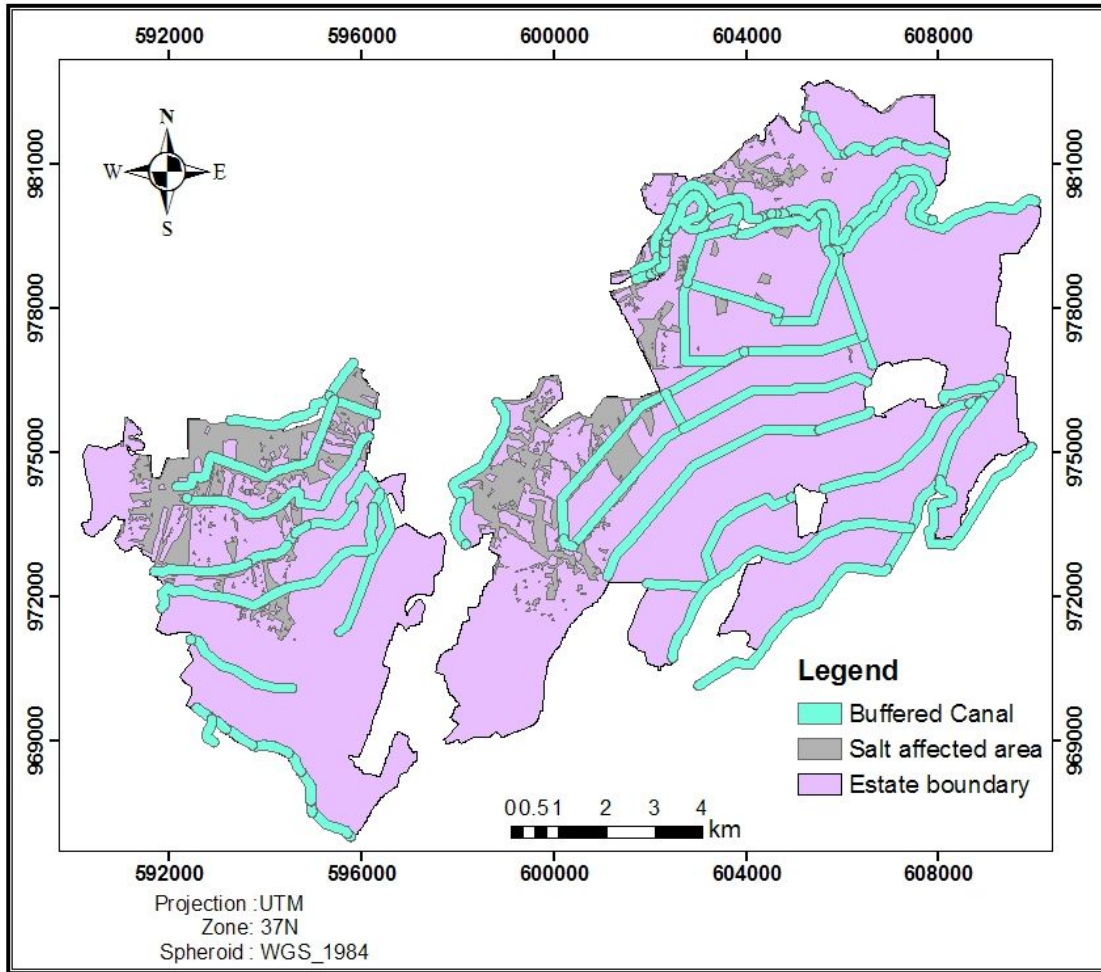 592000 596000 600000 604000 608000
N
W E
S
981000 981000
978000 978000
975000 975000
972000 972000
969000 969000
Legend
Buffered Canal
Salt affected area
Estate boundary
0 0.5 1 2 3 4
km
592000 596000 600000 604000 608000
Projection :UTM
Zone: 37N
Spheroid : WGS_1984